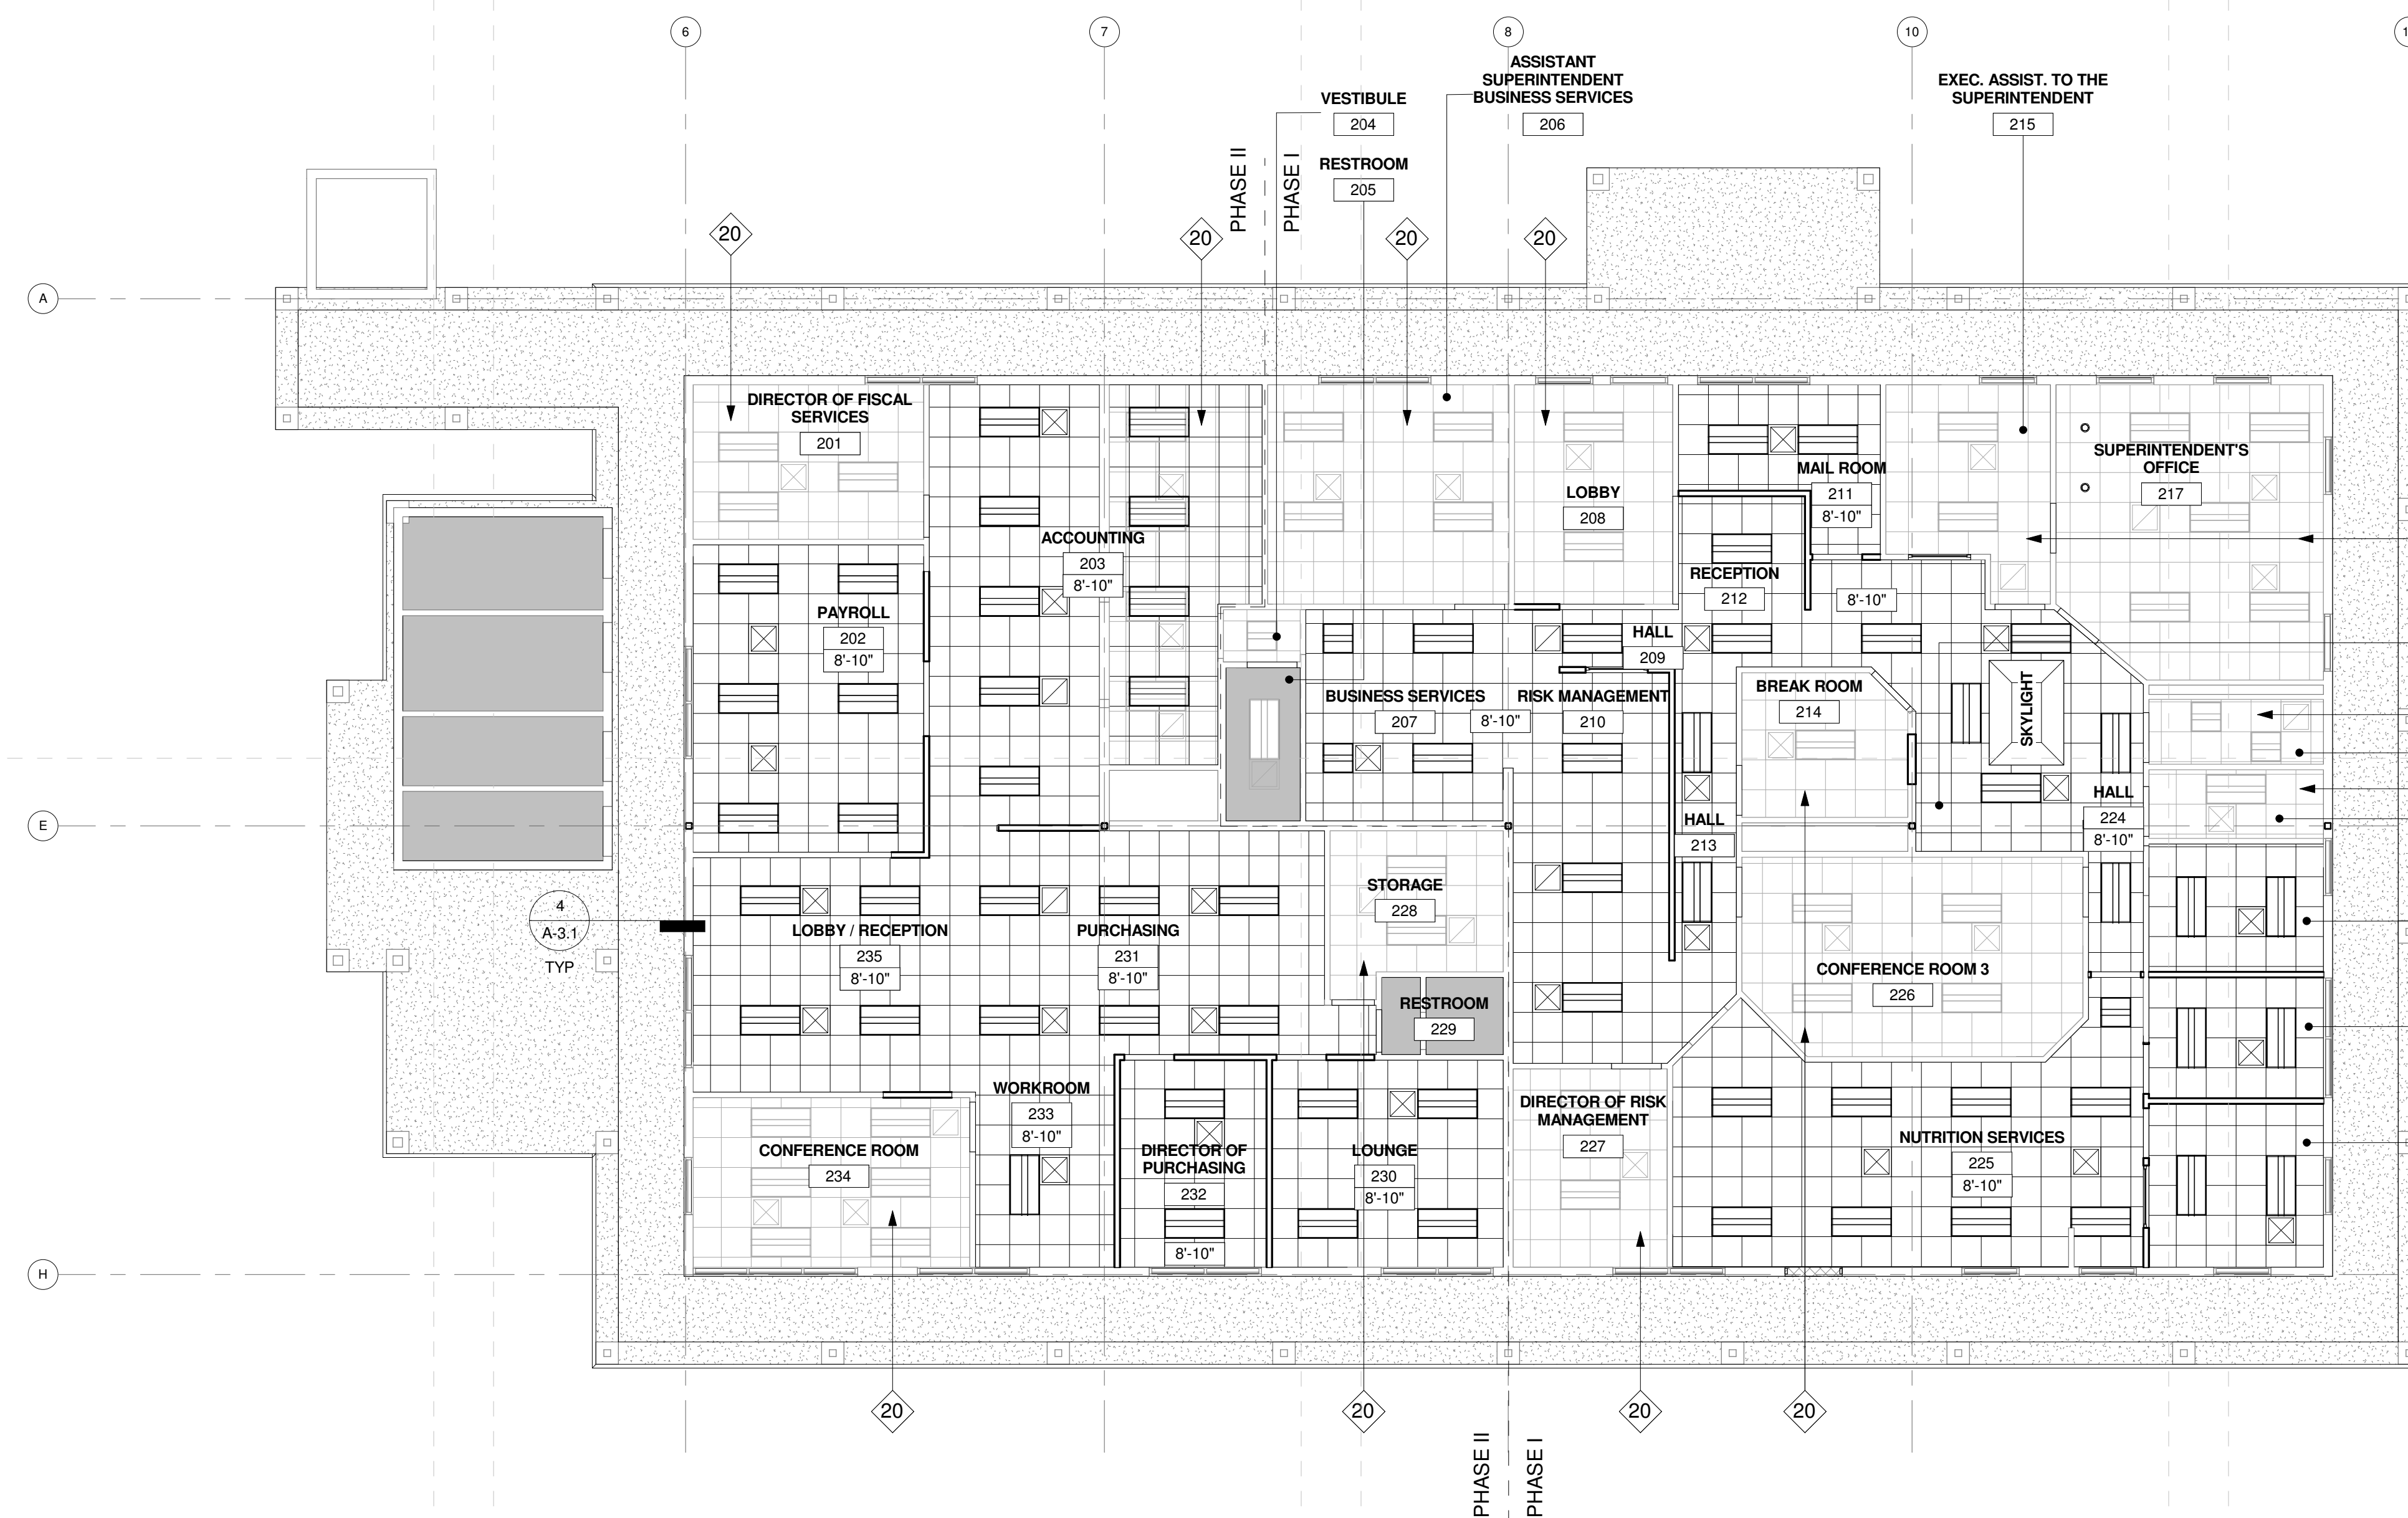 6
7
8
10
ASSISTANT
SUPERINTENDENT
BUSINESS SERVICES
206
VESTIBULE
204
RESTROOM
205
EXEC. ASSIST. TO THE
SUPERINTENDENT
215
PHASE II
PHASE I
20
20
20
20
A
DIRECTOR OF FISCAL
SERVICES
201
ACCOUNTING
203
8'-10"
PAYROLL
202
8'-10"
LOBBY
208
MAIL ROOM
211
8'-10"
SUPERINTENDENT'S
OFFICE
217
RECEPTION
212
8'-10"
HALL
209
BUSINESS SERVICES
207
8'-10"
RISK MANAGEMENT
210
BREAK ROOM
214
SKYLIGHT
HALL
213
HALL
224
8'-10"
E
4
A-3.1
TYP
LOBBY / RECEPTION
235
8'-10"
PURCHASING
231
8'-10"
STORAGE
228
RESTROOM
229
CONFERENCE ROOM 3
226
WORKROOM
233
8'-10"
CONFERENCE ROOM
234
DIRECTOR OF
PURCHASING
232
8'-10"
LOUNGE
230
8'-10"
DIRECTOR OF RISK
MANAGEMENT
227
NUTRITION SERVICES
225
8'-10"
H
20
20
20
20
PHASE II
PHASE I